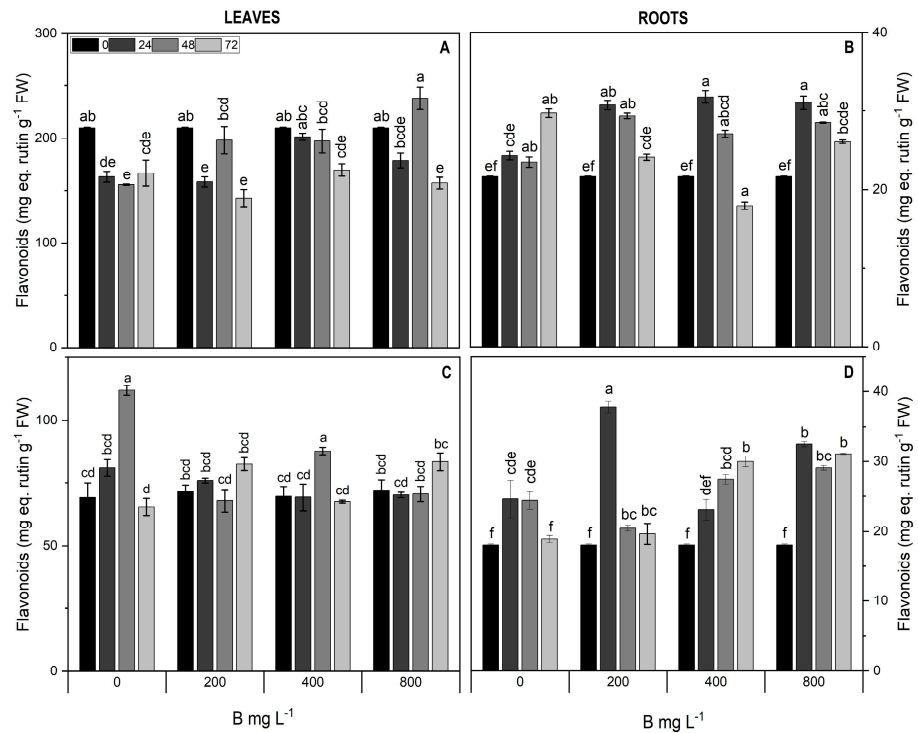 LEAVES
ROOTS
Flavonoids (mg eq. rutin g-1 FW)
300
200
100
0
0 24 48 72
A
ab de e cde
ab e bcd e
ab abc bcd cde
ab bcde a e
B
ef cde ab ab
ef ab ab cde
ef a abcd a
ef a abc bcde
40
20
0
Flavonoids (mg eq. rutin g-1 FW)
Flavonoids (mg eq. rutin g-1 FW)
100
50
0
C
cd bcd a d
bcd bcd cd bcd
cd cd a cd
bcd cd cd bc
D
f cde cde f
f a bc bc
f def bcd b
f b bc b
40
30
20
10
0
Flavonoics (mg eq. rutin g-1 FW)
0 200 400 800
0 200 400 800
B mg L-1
B mg L-1